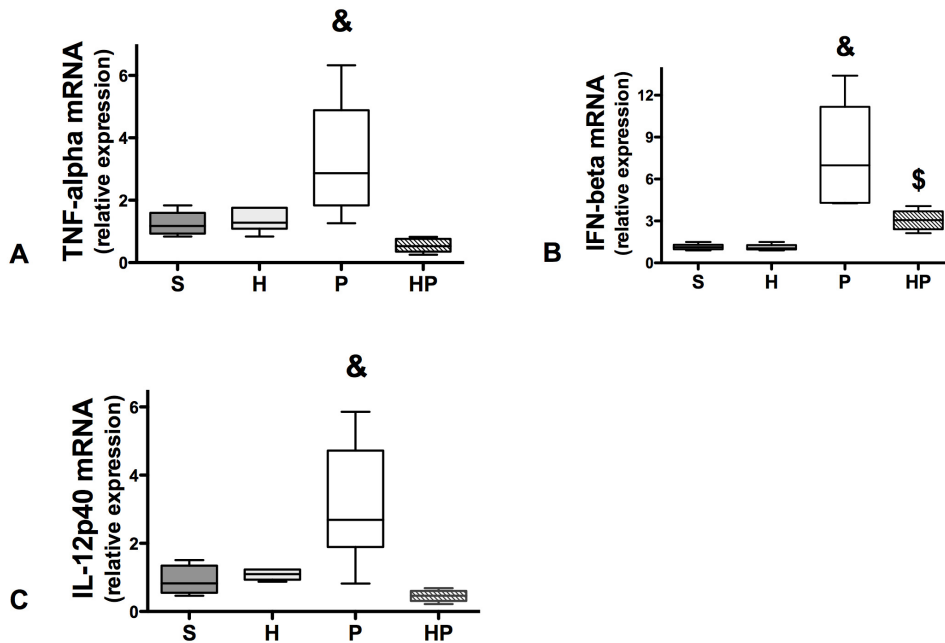 &
TNF-alpha mRNA
(relative expression)
6
4
2
0
S H P HP
A
&
$
IFN-beta mRNA
(relative expression)
12
9
6
3
0
S H P HP
B
&
IL-12p40 mRNA
(relative expression)
6
4
2
0
S H P HP
C